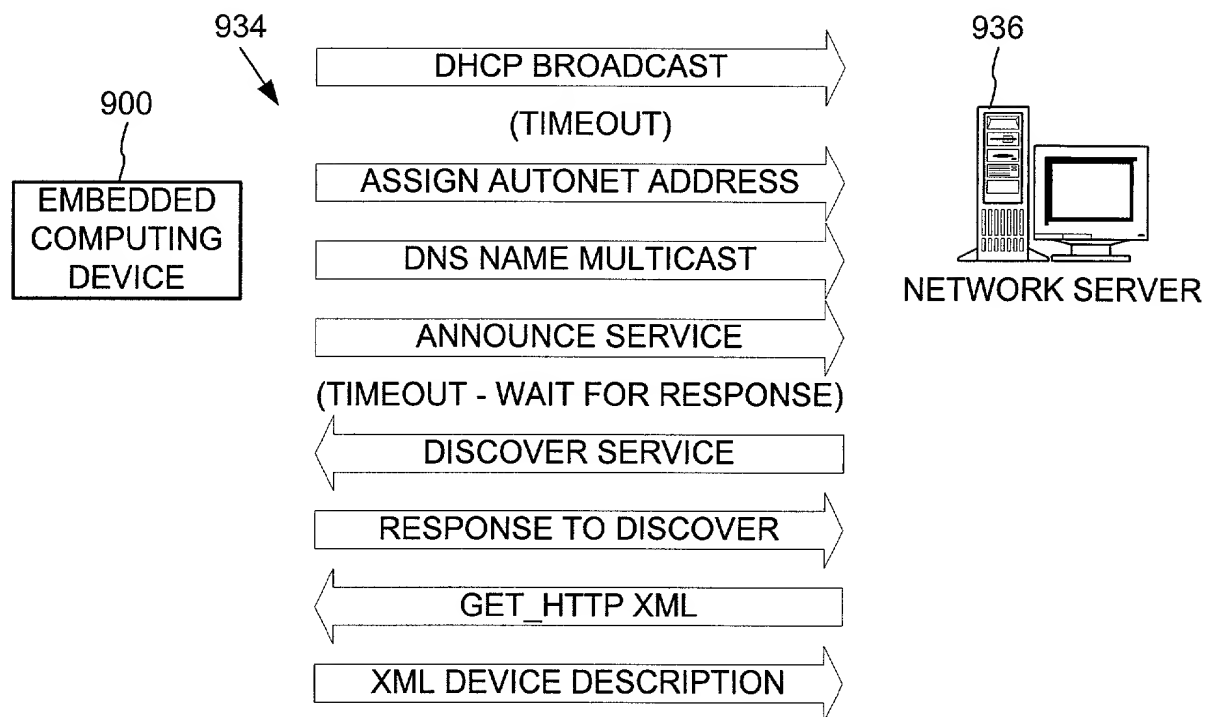 934
936
DHCP BROADCAST
900
(TIMEOUT)
EMBEDDED
COMPUTING
DEVICE
ASSIGN AUTONET ADDRESS
DNS NAME MULTICAST
NETWORK SERVER
ANNOUNCE SERVICE
(TIMEOUT - WAIT FOR RESPONSE)
DISCOVER SERVICE
RESPONSE TO DISCOVER
GET_HTTP XML
XML DEVICE DESCRIPTION